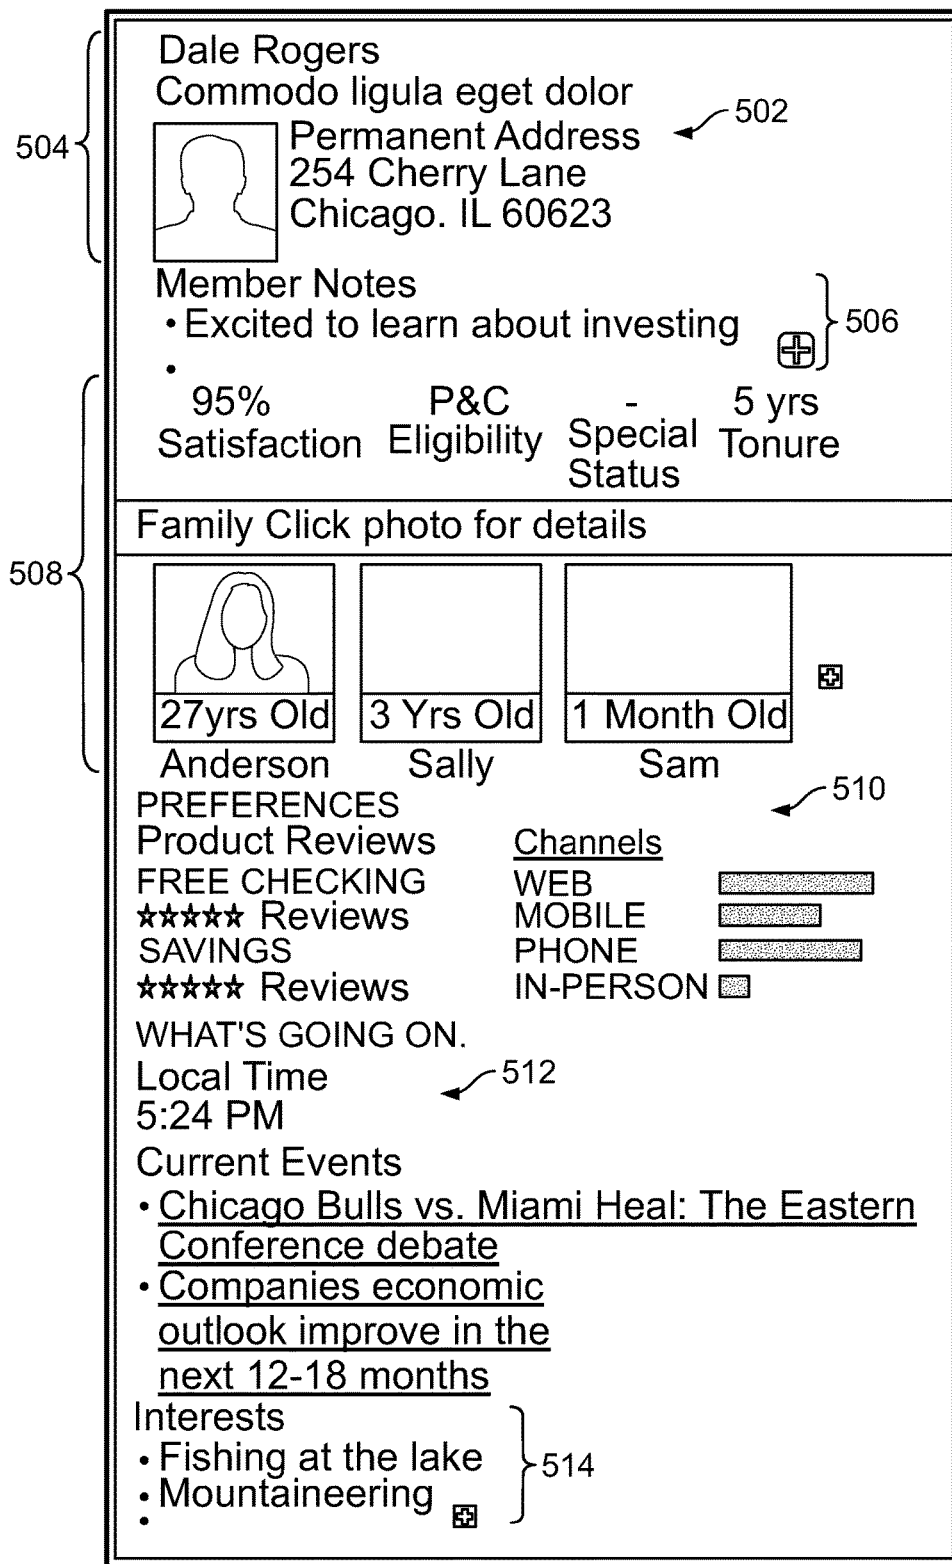 Dale Rogers
Commodo ligula eget dolor
502
504
Permanent Address
254 Cherry Lane
Chicago. IL 60623
Member Notes
• Excited to learn about investing
506
•
95% P&C - 5 yrs
Satisfaction Eligibility Special Tonure
Status
Family Click photo for details
508
27yrs Old 3 Yrs Old 1 Month Old
Anderson Sally Sam
PREFERENCES
510
Product Reviews Channels
FREE CHECKING WEB
☆☆☆☆☆ Reviews MOBILE
SAVINGS PHONE
☆☆☆☆☆ Reviews IN-PERSON
WHAT'S GOING ON.
Local Time
512
5:24 PM
Current Events
• Chicago Bulls vs. Miami Heal: The Eastern
Conference debate
• Companies economic
outlook improve in the
next 12-18 months
Interests
• Fishing at the lake
514
• Mountaineering
•